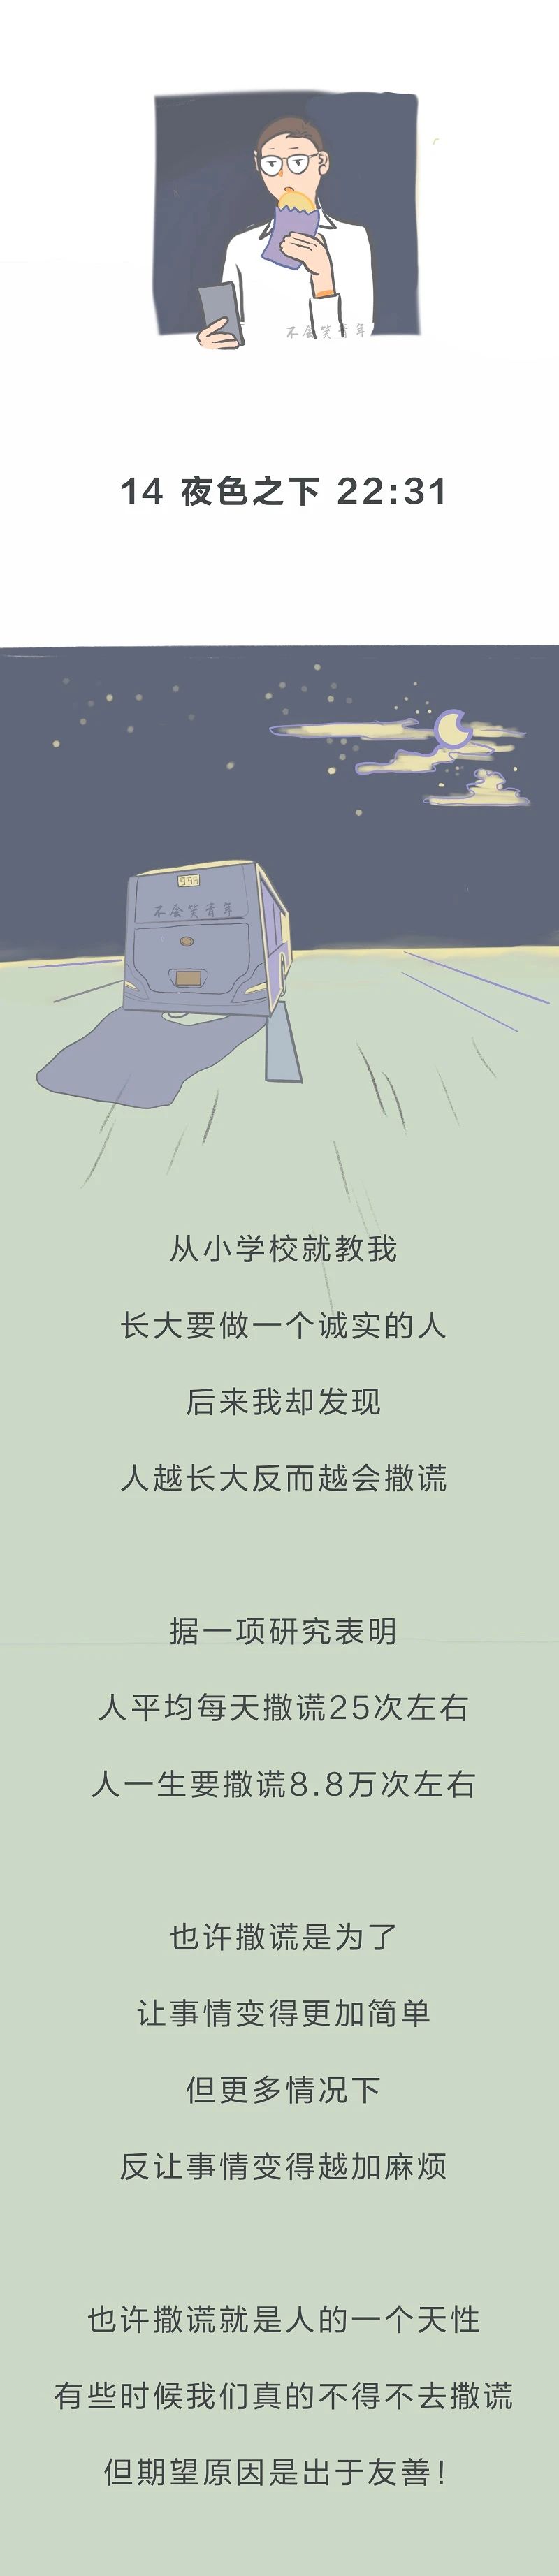 不会笑青年
14 夜色之下 22:31
996
不会笑青年
从小学校就教我
长大要做一个诚实的人
后来我却发现
人越长大反而越会撒谎
据一项研究表明
人平均每天撒谎25次左右
人一生要撒谎8.8万次左右
也许撒谎是为了
让事情变得更加简单
但更多情况下
反让事情变得越加麻烦
也许撒谎就是人的一个天性
有些时候我们真的不得不去撒谎
但期望原因是出于友善！